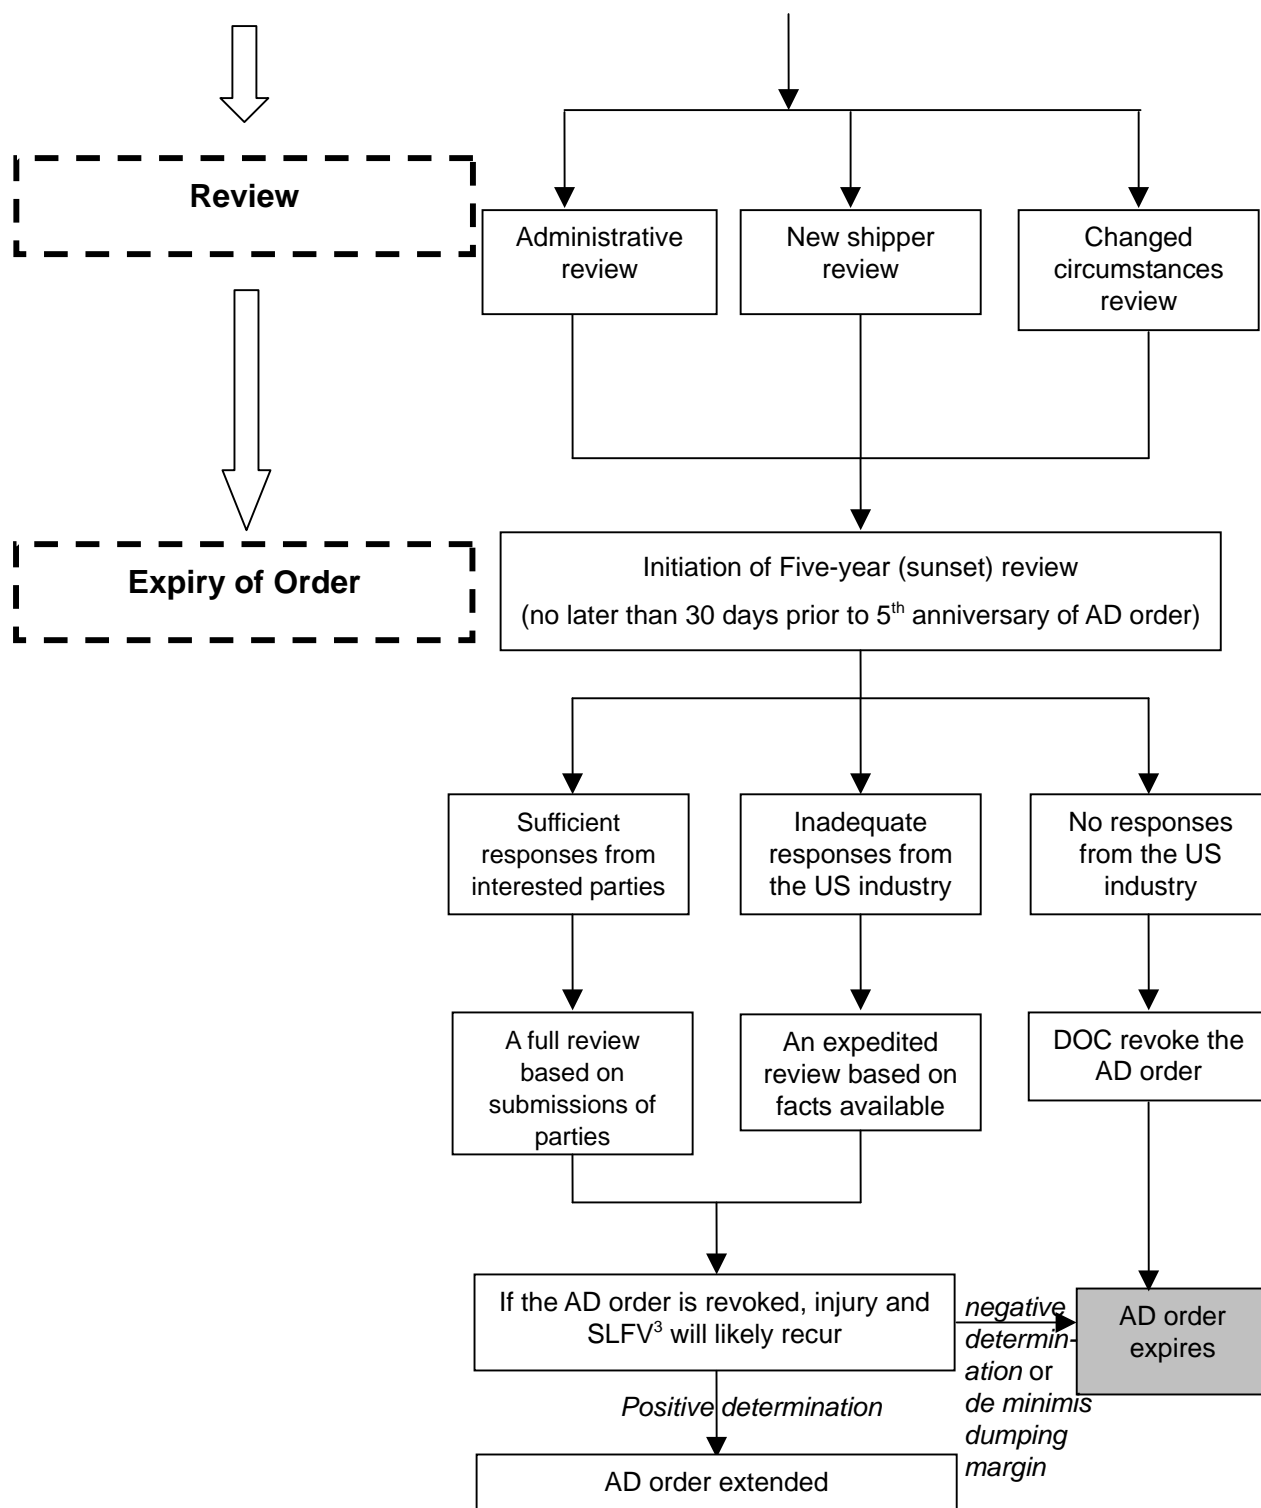 Review
Administrative
review
New shipper
review
Changed
circumstances
review
Expiry of Order
Initiation of Five-year (sunset) review
(no later than 30 days prior to 5th anniversary of AD order)
Sufficient
responses from
interested parties
Inadequate
responses from
the US industry
No responses
from the US
industry
A full review
based on
submissions of
parties
An expedited
review based on
facts available
DOC revoke the
AD order
If the AD order is revoked, injury and
SLFV3 will likely recur
negative
determin-
ation or
de minimis
dumping
margin
AD order
expires
Positive determination
AD order extended